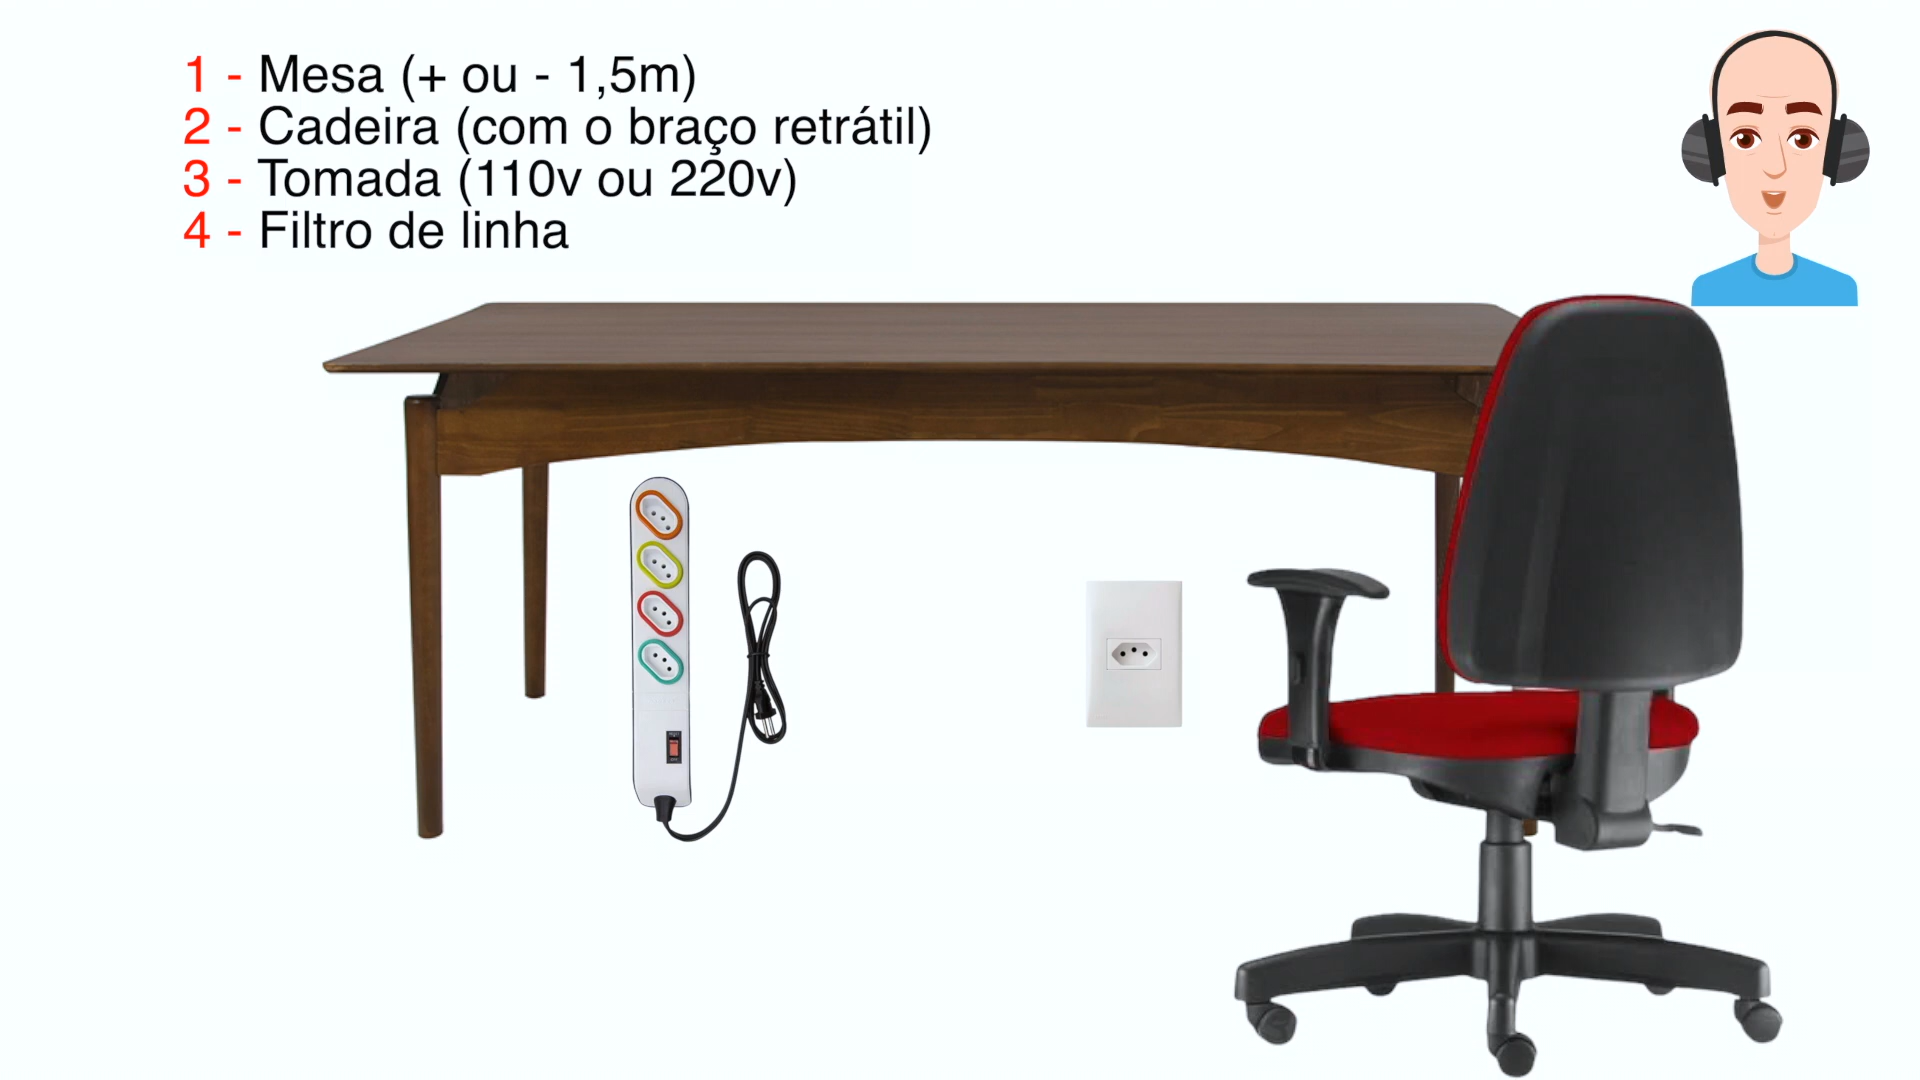 1 - Mesa (+ ou - 1,5m)
2 - Cadeira (com o braço retrátil)
3 - Tomada (110v ou 220v)
4 - Filtro de linha